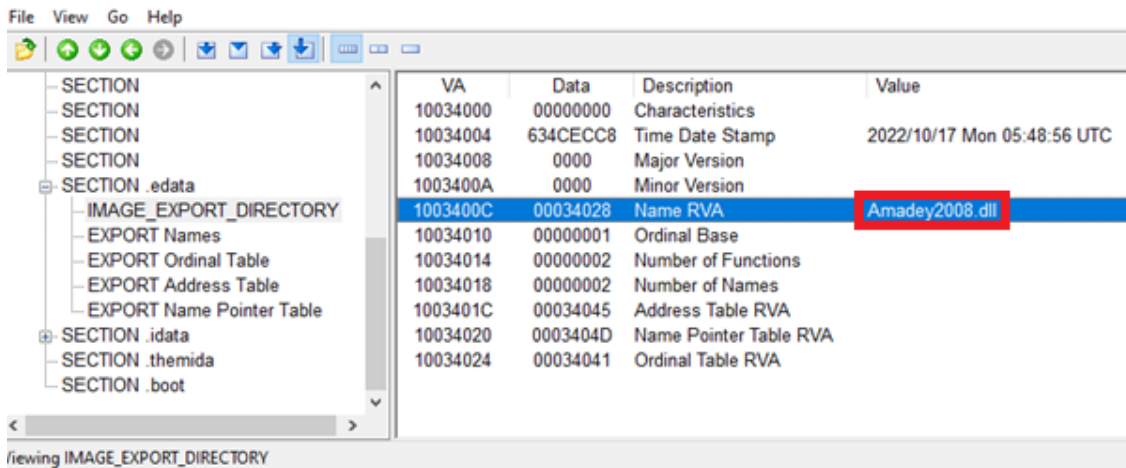 File View Go Help
SECTION
SECTION
SECTION
SECTION
SECTION .edata
IMAGE_EXPORT_DIRECTORY
EXPORT Names
EXPORT Ordinal Table
EXPORT Address Table
EXPORT Name Pointer Table
SECTION .idata
SECTION .themida
SECTION .boot
VA Data Description Value
10034000 00000000 Characteristics
10034004 634CECC8 Time Date Stamp 2022/10/17 Mon 05:48:56 UTC
10034008 0000 Major Version
1003400A 0000 Minor Version
1003400C 00034028 Name RVA Amadey2008.dll
10034010 00000001 Ordinal Base
10034014 00000002 Number of Functions
10034018 00000002 Number of Names
1003401C 00034045 Address Table RVA
10034020 0003404D Name Pointer Table RVA
10034024 00034041 Ordinal Table RVA
Viewing IMAGE_EXPORT_DIRECTORY